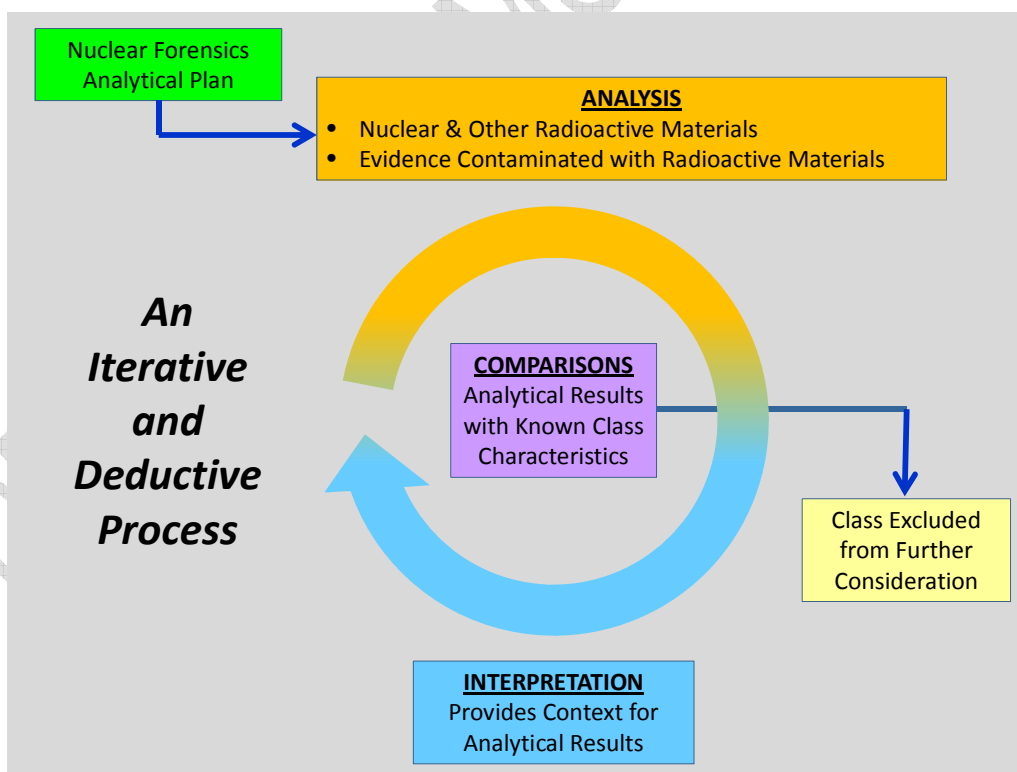 Nuclear Forensics
Analytical Plan
ANALYSIS
• Nuclear & Other Radioactive Materials
• Evidence Contaminated with Radioactive Materials
An
Iterative
and
Deductive
Process
COMPARISONS
Analytical Results
with Known Class
Characteristics
Class Excluded
from Further
Consideration
INTERPRETATION
Provides Context for
Analytical Results